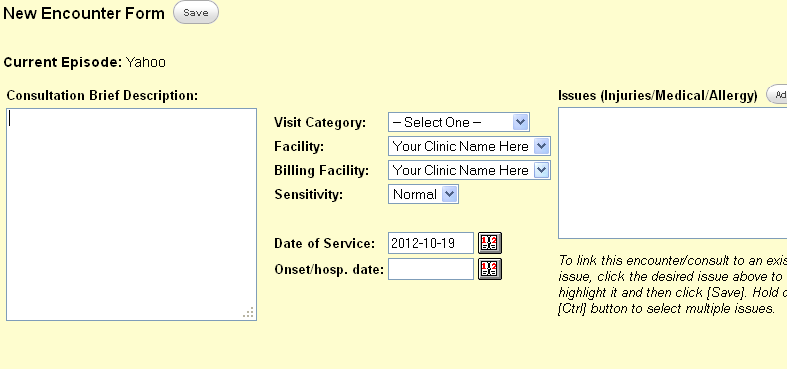 New Encounter Form Save
Current Episode: Yahoo
Consultation Brief Description:
Visit Category: -- Select One --
Facility: Your Clinic Name Here
Billing Facility: Your Clinic Name Here
Sensitivity: Normal
Date of Service: 2012-10-19
Onset/hosp. date:
Issues (Injuries/Medical/Allergy) Ad
To link this encounter/consult to an exis
issue, click the desired issue above to
highlight it and then click [Save]. Hold d
[Ctrl] button to select multiple issues.